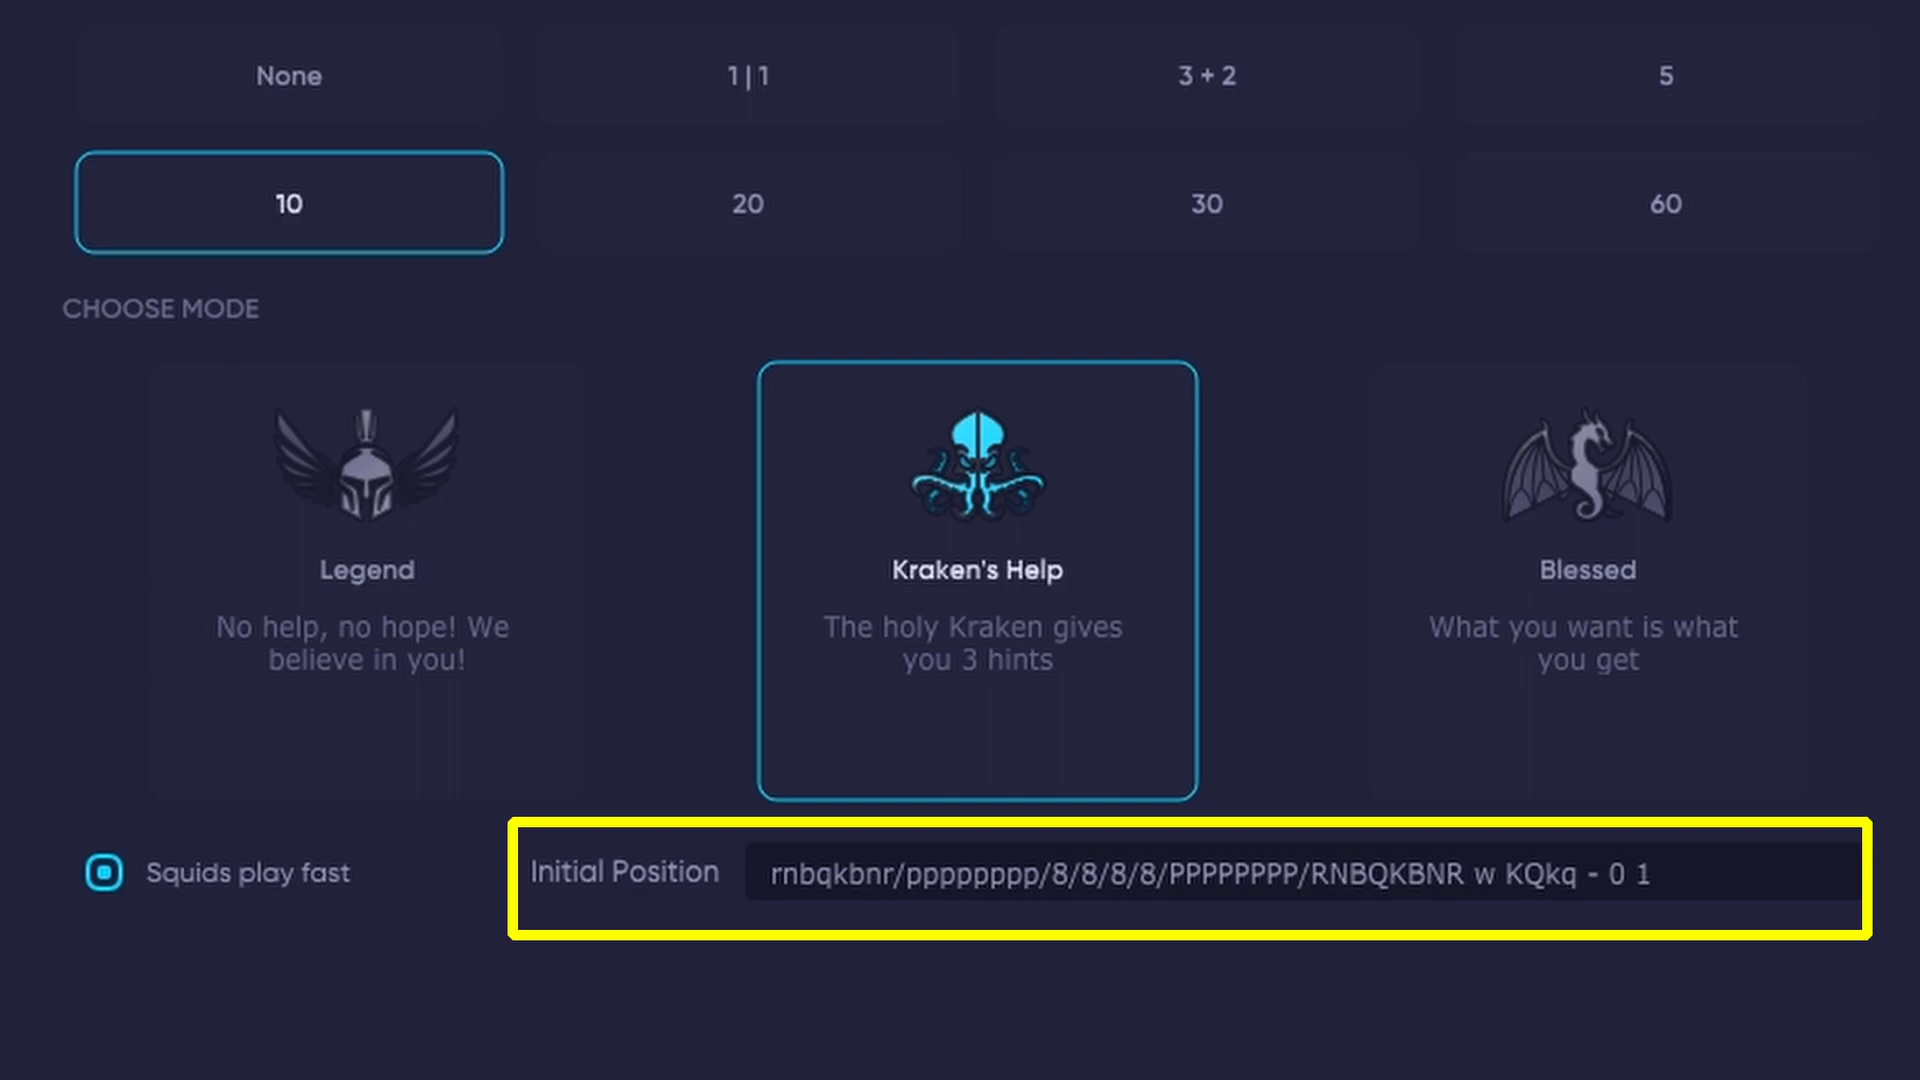 None
1 | 1
3 + 2
5
10
20
30
60
CHOOSE MODE
Legend
No help, no hope! We
believe in you!
Kraken's Help
The holy Kraken gives
you 3 hints
Blessed
What you want is what
you get
Squids play fast
Initial Position
rnbqkbnr/pppppppp/8/8/8/8/PPPPPPPP/RNBQKBNR w KQkq - 0 1